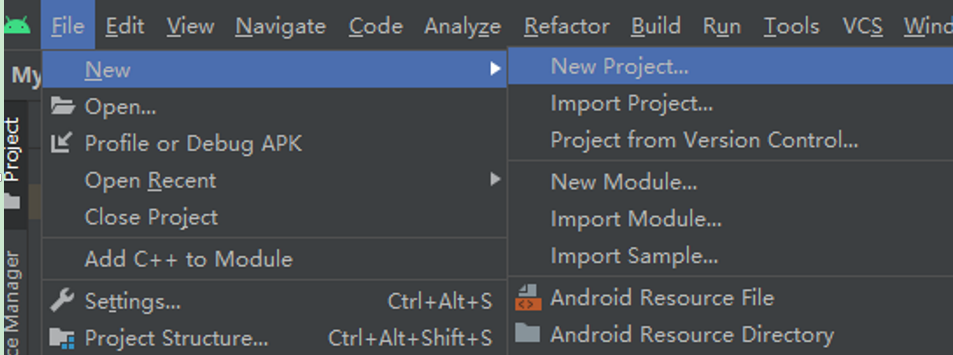 File Edit View Navigate Code Analyze Refactor Build Run Tools VCS Wind
My
New
Open...
Profile or Debug APK
Open Recent
Close Project
Add C++ to Module
Settings... Ctrl+Alt+S
Project Structure... Ctrl+Alt+Shift+S
New Project...
Import Project...
Project from Version Control...
New Module...
Import Module...
Import Sample...
Android Resource File
Android Resource Directory
Project
ce Manager